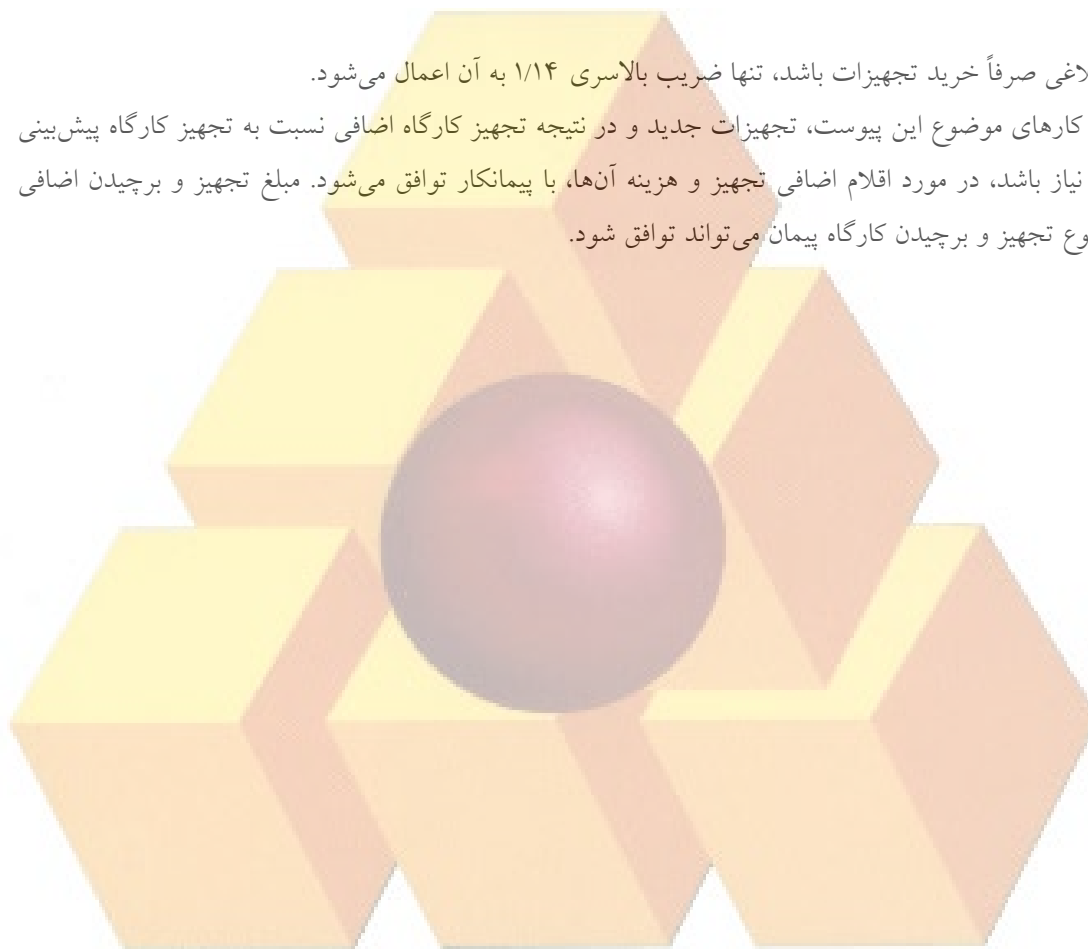 لاغی صرفاً خرید تجهیزات باشد، تنها ضریب بالاسری ۱/۱۴ به آن اعمال می‌شود.
کارهای موضوع این پیوست، تجهیزات جدید و در نتیجه تجهیز کارگاه اضافی نسبت به تجهیز کارگاه پیش‌بینی
نیاز باشد، در مورد اقلام اضافی تجهیز و هزینه آن‌ها، با پیمانکار توافق می‌شود. مبلغ تجهیز و برچیدن اضافی
وع تجهیز و برچیدن کارگاه پیمان می‌تواند توافق شود.